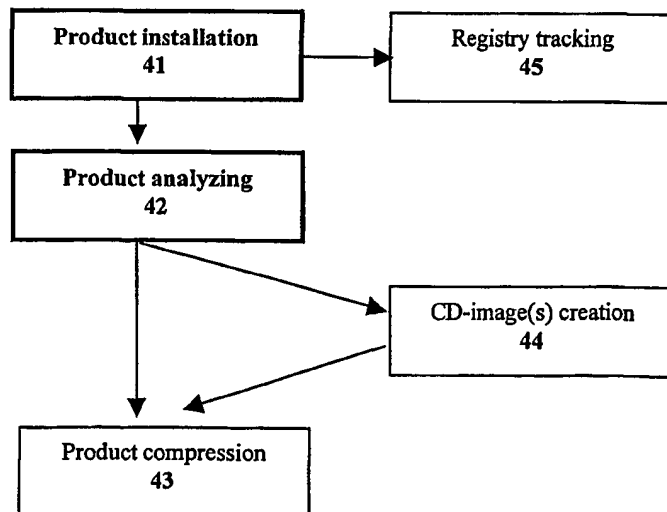 Product installation
41
Registry tracking
45
Product analyzing
42
CD-image(s) creation
44
Product compression
43